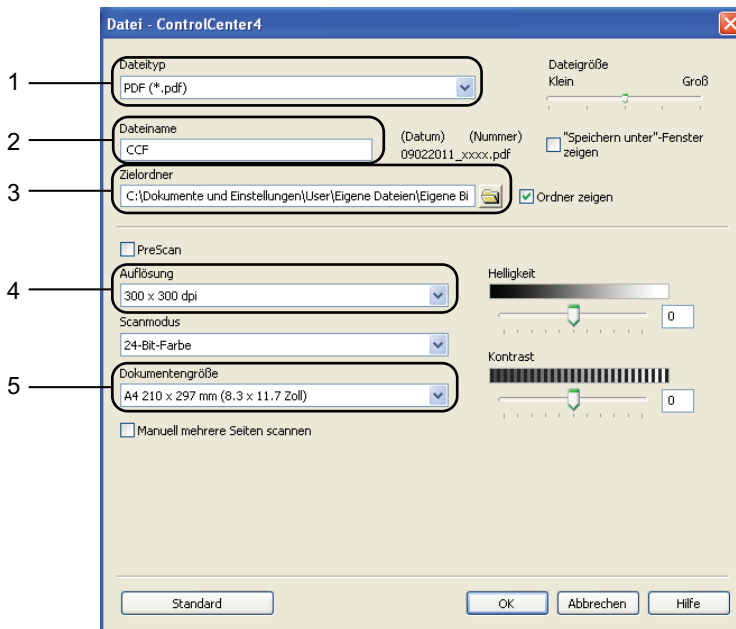 Datei - ControlCenter4
1
Dateityp
PDF (*.pdf)
Dateigröße
Klein Groß
2
Dateiname
CCF
(Datum) (Nummer)
09022011_xxxx.pdf
"Speichern unter"-Fenster
zeigen
3
Zielordner
C:\Dokumente und Einstellungen\User\Eigene Dateien\Eigene Bi
Ordner zeigen
PreScan
4
Auflösung
300 x 300 dpi
Helligkeit
0
Scanmodus
24-Bit-Farbe
Kontrast
0
5
Dokumentengröße
A4 210 x 297 mm (8.3 x 11.7 Zoll)
Manuell mehrere Seiten scannen
Standard
OK
Abbrechen
Hilfe